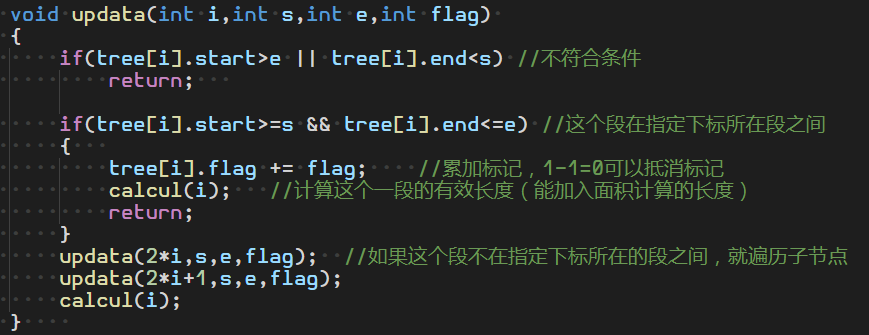 void updata(int i,int s,int e,int flag)
{
    if(tree[i].start>e || tree[i].end<s) //不符合条件
        return;

    if(tree[i].start>=s && tree[i].end<=e) //这个段在指定下标所在段之间
    {
        tree[i].flag += flag;    //累加标记，1-1=0可以抵消标记
        calcul(i);   //计算这个一段的有效长度（能加入面积计算的长度）
        return;
    }
    updata(2*i,s,e,flag);  //如果这个段不在指定下标所在的段之间，就遍历子节点
    updata(2*i+1,s,e,flag);
    calcul(i);
}